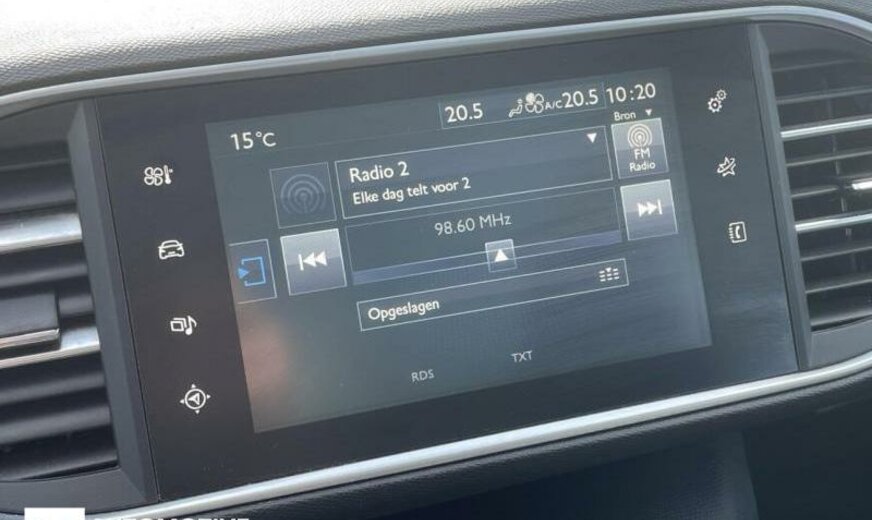 15°C
20.5
A/C 20.5
10:20
Bron
Radio 2
Elke dag telt voor 2
FM
Radio
98.60 MHz
Opgeslagen
RDS
TXT